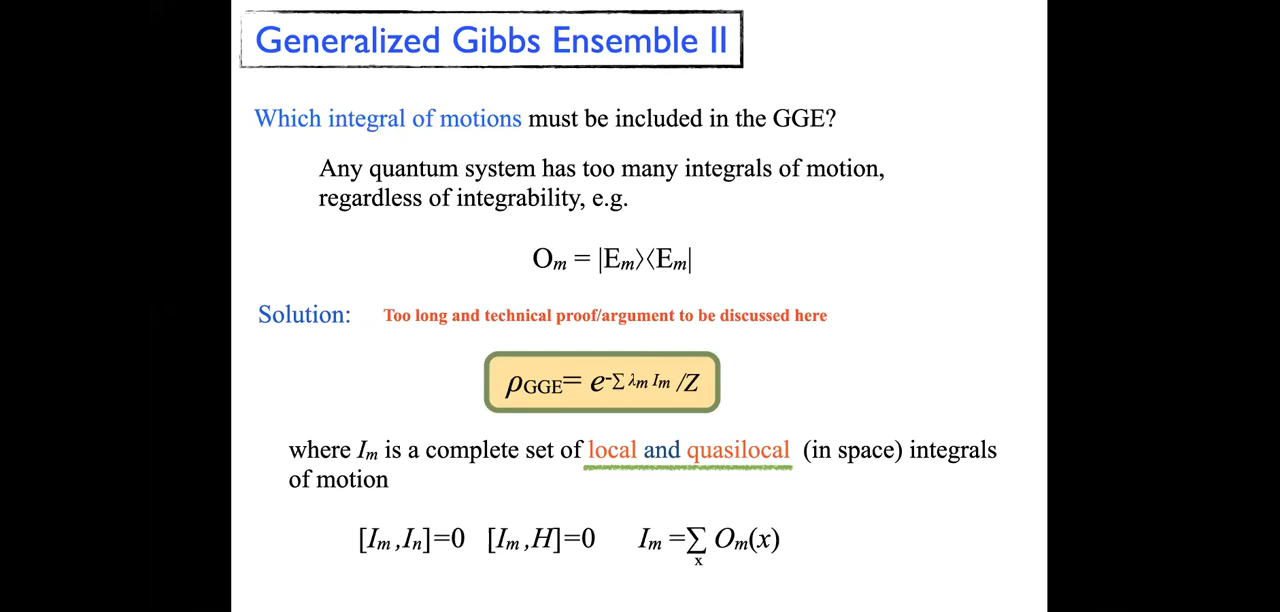 Generalized Gibbs Ensemble II
Which integral of motions must be included in the GGE?
Any quantum system has too many integrals of motion,
regardless of integrability, e.g.
Oₘ = |Eₘ⟩⟨Eₘ|
Solution: Too long and technical proof/argument to be discussed here
ρGGE= e^-∑ λₘ Iₘ /Z
where Iₘ is a complete set of local and quasilocal (in space) integrals
of motion
[Iₘ ,Iₙ]=0 [Iₘ ,H]=0 Iₘ =∑ Oₘ(x)
x